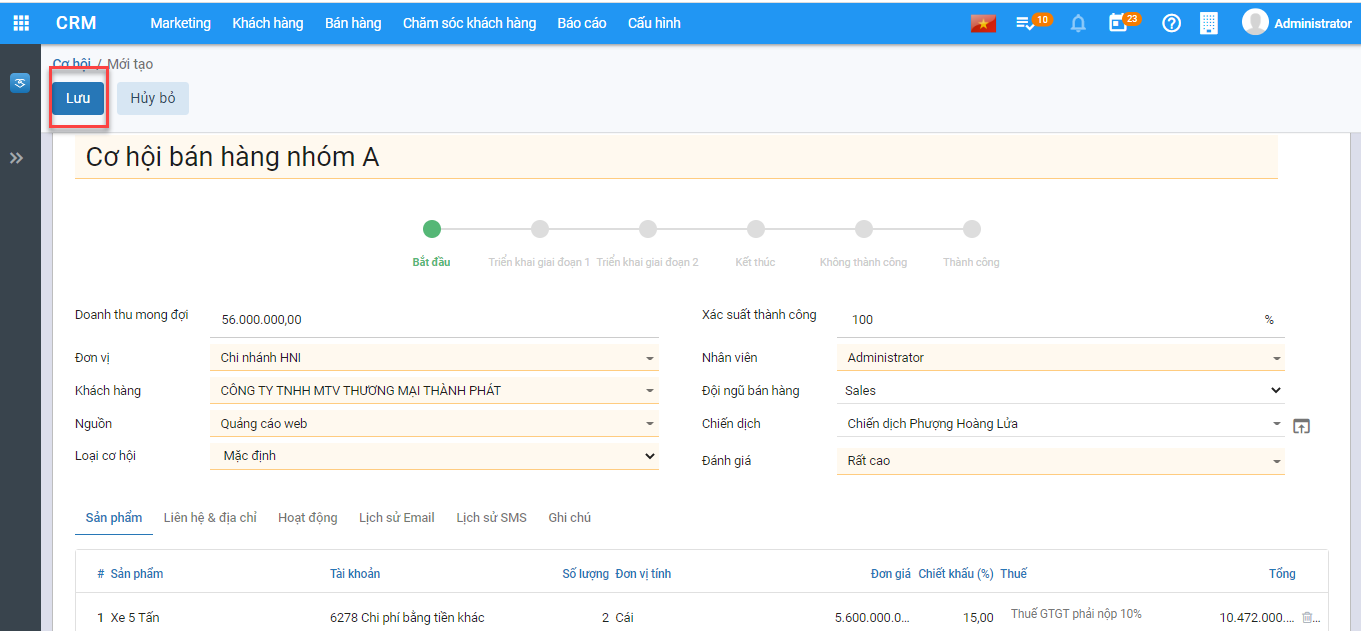 CRM Marketing Khách hàng Bán hàng Chăm sóc khách hàng Báo cáo Cấu hình 10 23 Administrator
Cơ hội / Mới tạo
Lưu Hủy bỏ
Cơ hội bán hàng nhóm A
Bắt đầu Triển khai giai đoạn 1 Triển khai giai đoạn 2 Kết thúc Không thành công Thành công
Doanh thu mong đợi 56.000.000,00 Xác suất thành công 100 %
Đơn vị Chi nhánh HNI Nhân viên Administrator
Khách hàng CÔNG TY TNHH MTV THƯƠNG MẠI THÀNH PHÁT Đội ngũ bán hàng Sales
Nguồn Quảng cáo web Chiến dịch Chiến dịch Phượng Hoàng Lửa
Loại cơ hội Mặc định Đánh giá Rất cao
Sản phẩm Liên hệ & địa chỉ Hoạt động Lịch sử Email Lịch sử SMS Ghi chú
# Sản phẩm Tài khoản Số lượng Đơn vị tính Đơn giá Chiết khấu (%) Thuế Tổng
1 Xe 5 Tấn 6278 Chi phí bằng tiền khác 2 Cái 5.600.000.0... 15,00 Thuế GTGT phải nộp 10% 10.472.000.... ...